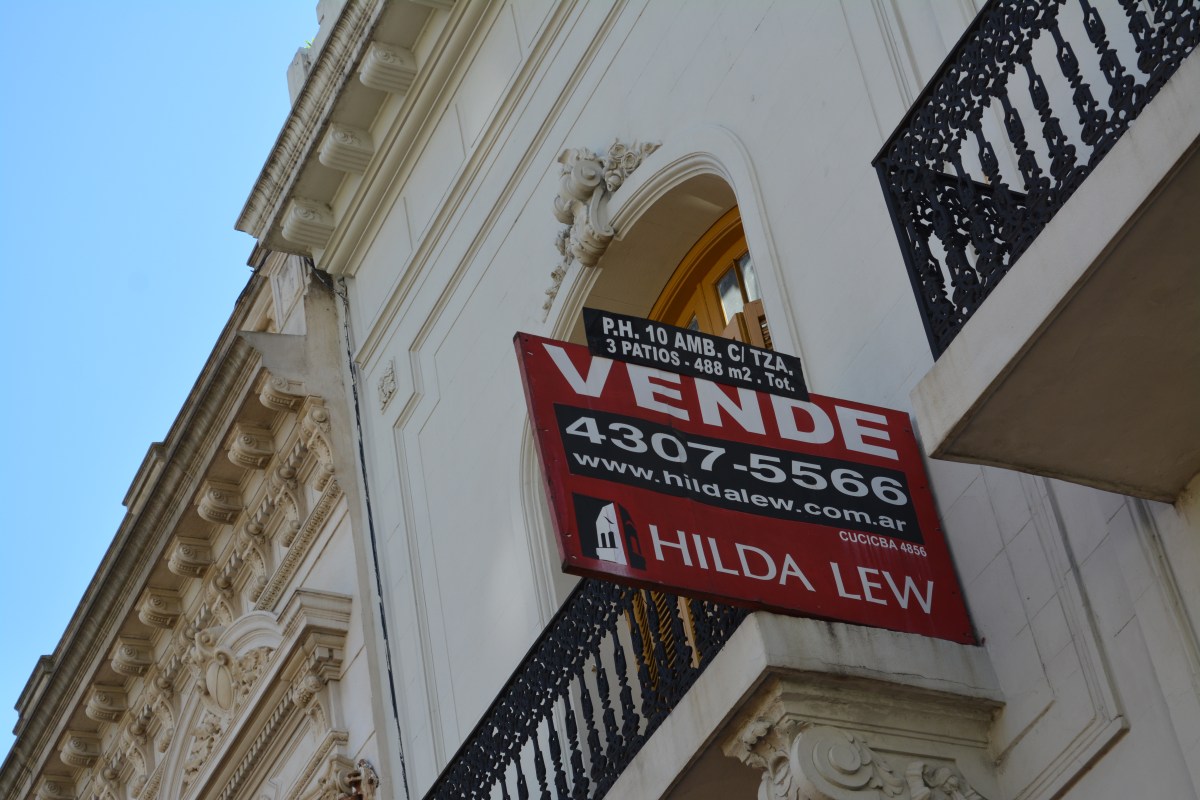 P.H. 10 AMB. C/ TZA.
3 PATIOS - 488 m2 . Tot.
VENDE
4307-5566
www.hildalew.com.ar
CUCICBA 4856
HILDA LEW